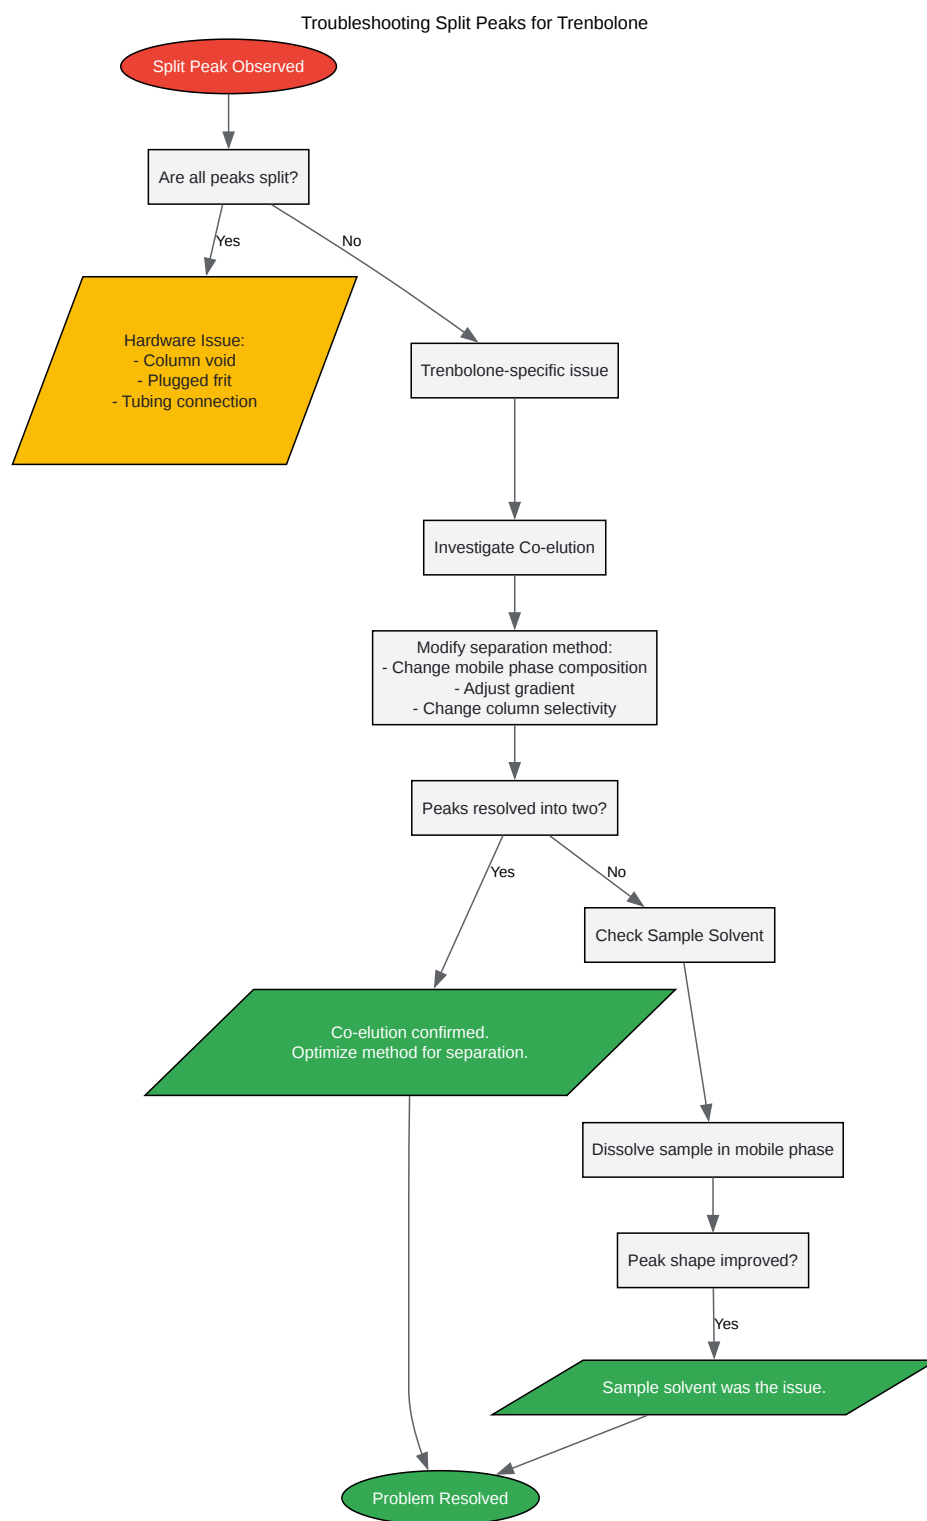 Troubleshooting Split Peaks for Trenbolone
Split Peak Observed
Are all peaks split?
Yes
No
Hardware Issue:
- Column void
- Plugged frit
- Tubing connection
Trenbolone-specific issue
Investigate Co-elution
Modify separation method:
- Change mobile phase composition
- Adjust gradient
- Change column selectivity
Peaks resolved into two?
Yes
No
Check Sample Solvent
Co-elution confirmed.
Optimize method for separation.
Dissolve sample in mobile phase
Peak shape improved?
Yes
Sample solvent was the issue.
Problem Resolved